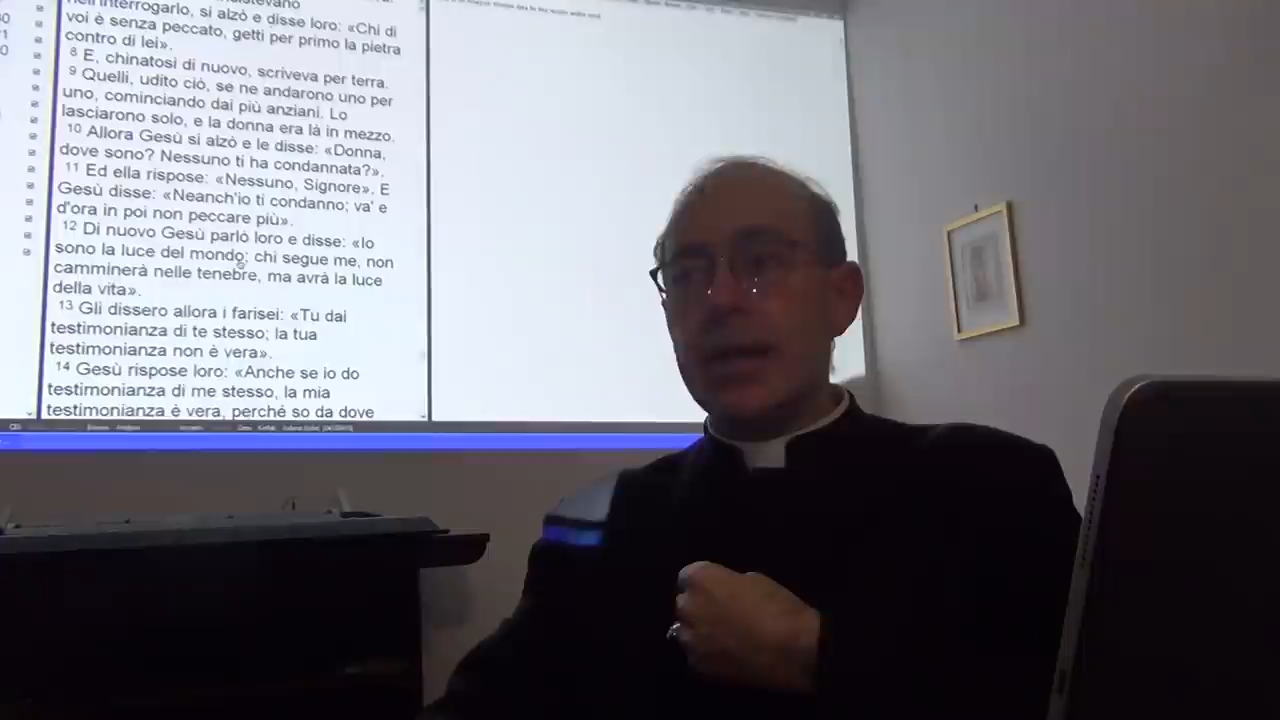 nell'interrogarlo, si alzò e disse loro: «Chi di
voi è senza peccato, getti per primo la pietra
contro di lei».
8 E, chinatosi di nuovo, scriveva per terra.
9 Quelli, udito ciò, se ne andarono uno per
uno, cominciando dai più anziani. Lo
lasciarono solo, e la donna era là in mezzo.
10 Allora Gesù si alzò e le disse: «Donna,
dove sono? Nessuno ti ha condannata?».
11 Ed ella rispose: «Nessuno, Signore». E
Gesù disse: «Neanch'io ti condanno; va' e
d'ora in poi non peccare più».
12 Di nuovo Gesù parlò loro e disse: «Io
sono la luce del mondo; chi segue me, non
camminerà nelle tenebre, ma avrà la luce
della vita».
13 Gli dissero allora i farisei: «Tu dai
testimonianza di te stesso; la tua
testimonianza non è vera».
14 Gesù rispose loro: «Anche se io do
testimonianza di me stesso, la mia
testimonianza è vera, perché so da dove